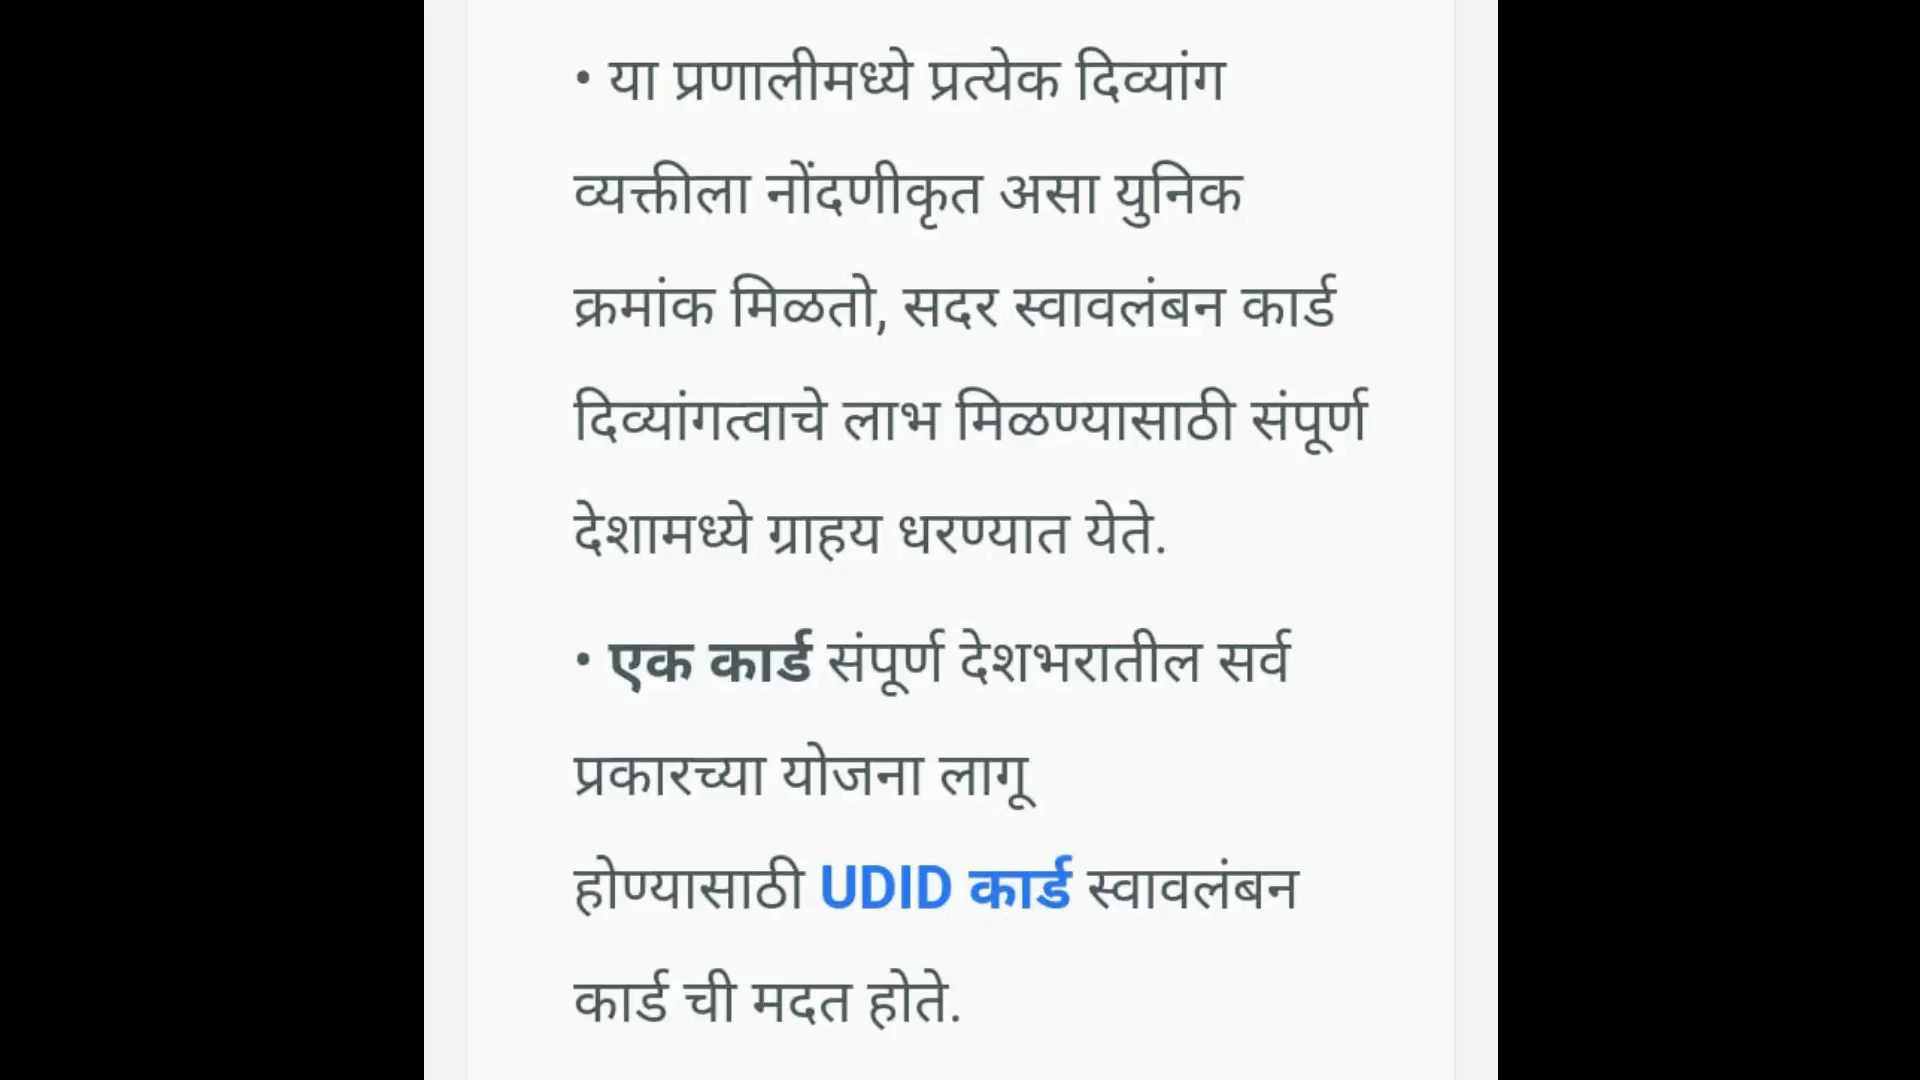 • या प्रणालीमध्ये प्रत्येक दिव्यांग
व्यक्तीला नोंदणीकृत असा युनिक
क्रमांक मिळतो, सदर स्वावलंबन कार्ड
दिव्यांगत्वाचे लाभ मिळण्यासाठी संपूर्ण
देशामध्ये ग्राहय धरण्यात येते.
• एक कार्ड संपूर्ण देशभरातील सर्व
प्रकारच्या योजना लागू
होण्यासाठी UDID कार्ड स्वावलंबन
कार्ड ची मदत होते.